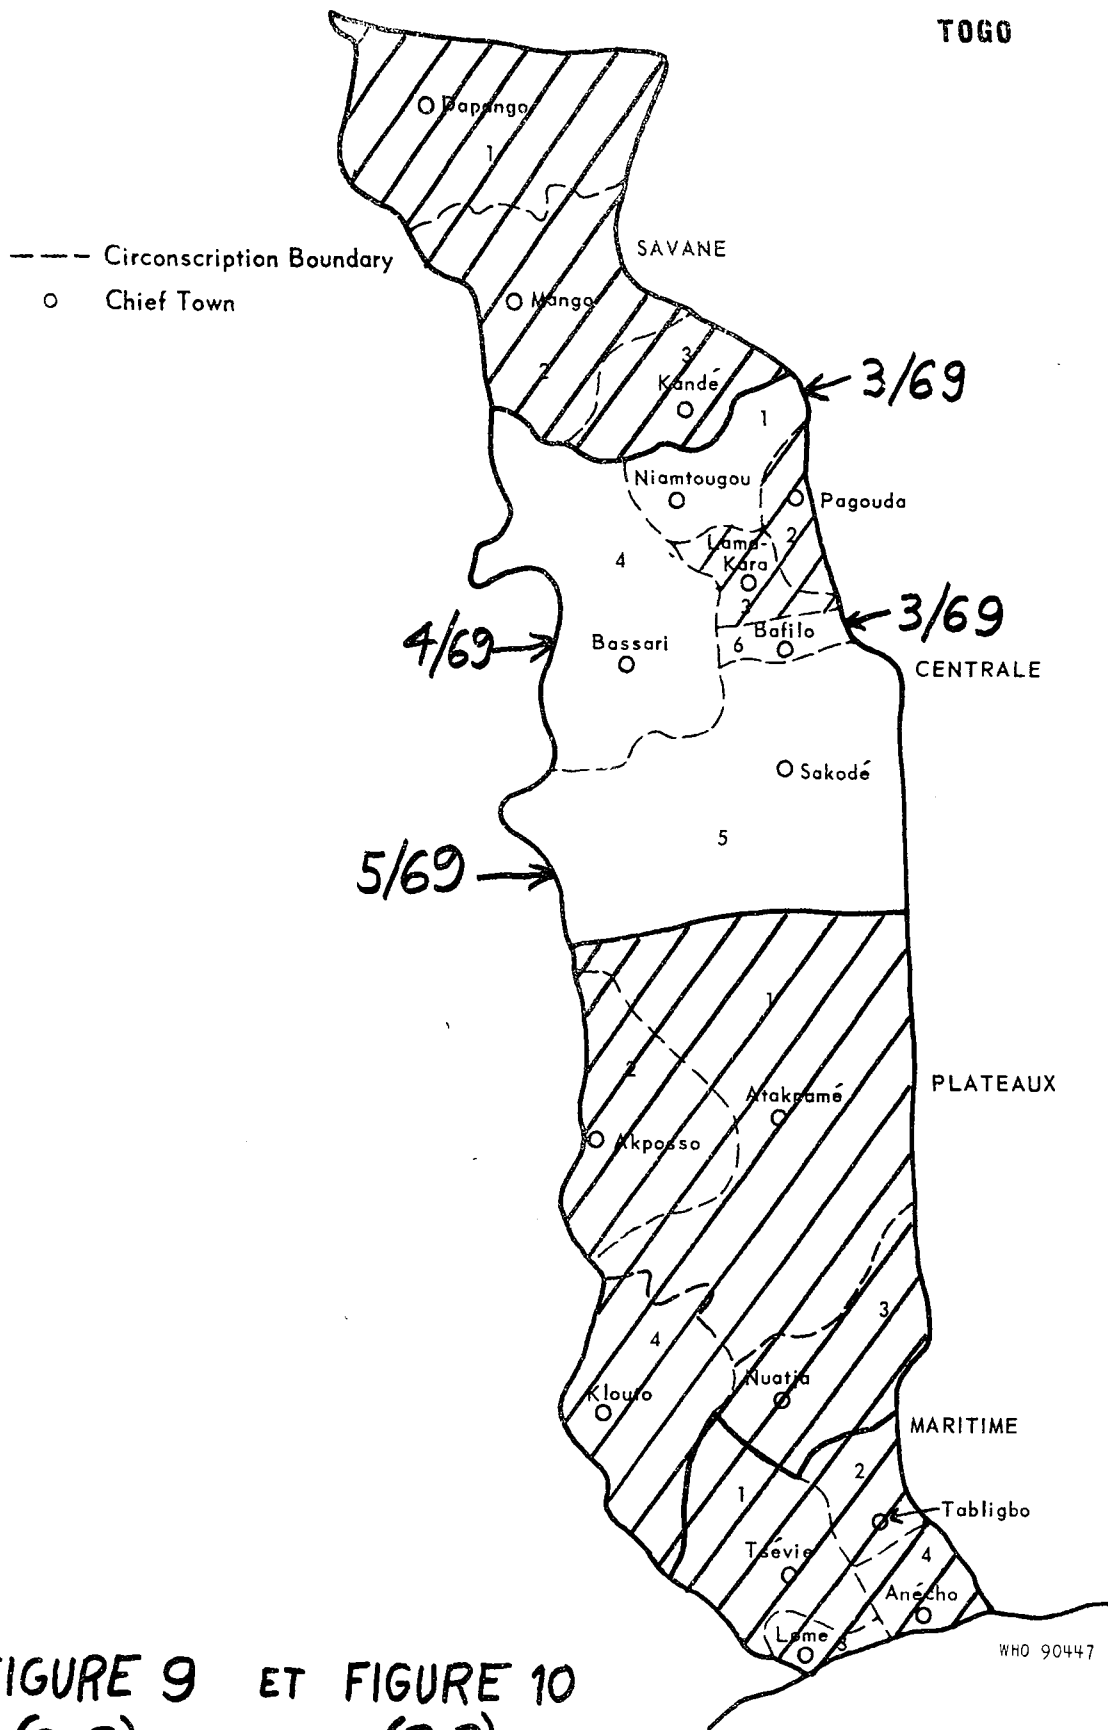 TOGO
Dapango
1
SAVANE
--- Circonscription Boundary
○ Chief Town
Mango
2
3
Kandé
3/69
1
Niamtougou
Pagouda
2
Lama-
Kara
4
3
3/69
4/69
Bassari
6
Bafilo
CENTRALE
Sakodé
5
5/69
1
2
PLATEAUX
Atakpamé
Akposso
3
4
Nuatja
Klouto
MARITIME
2
1
Tabligbo
Tsévie
4
Anécho
Lome
3
WHO 90447
FIGURE 9 ET FIGURE 10